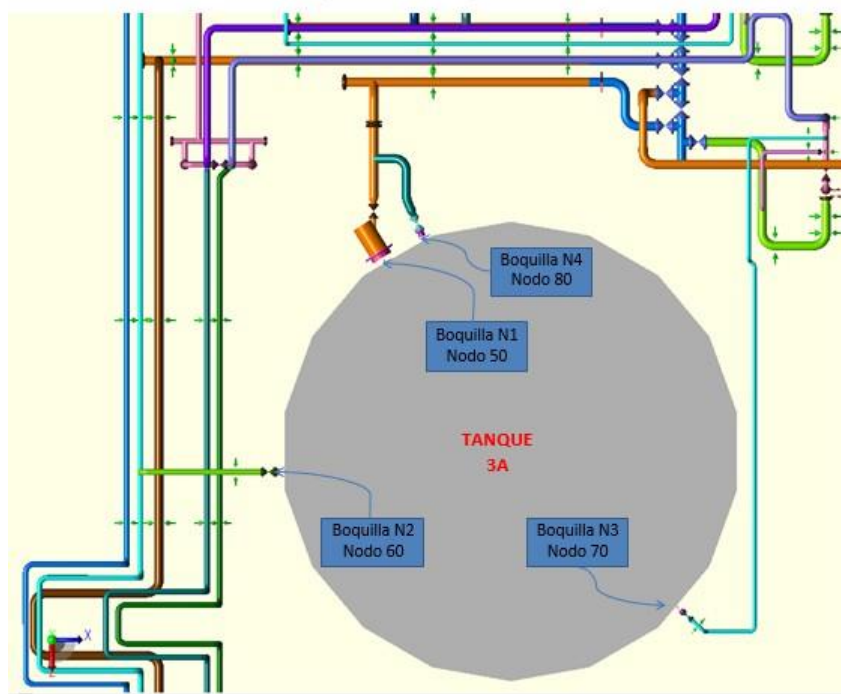 Boquilla N4
Nodo 80
Boquilla N1
Nodo 50
TANQUE
3A
Boquilla N2
Nodo 60
Boquilla N3
Nodo 70
X
Z